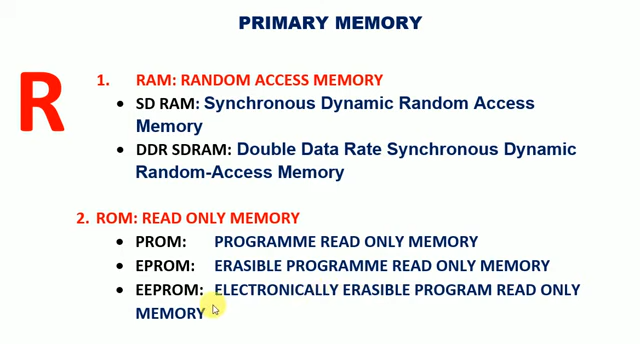 PRIMARY MEMORY
R
1. RAM: RANDOM ACCESS MEMORY
• SD RAM: Synchronous Dynamic Random Access
Memory
• DDR SDRAM: Double Data Rate Synchronous Dynamic
Random-Access Memory
2. ROM: READ ONLY MEMORY
• PROM: PROGRAMME READ ONLY MEMORY
• EPROM: ERASIBLE PROGRAMME READ ONLY MEMORY
• EEPROM: ELECTRONICALLY ERASIBLE PROGRAM READ ONLY
MEMORY